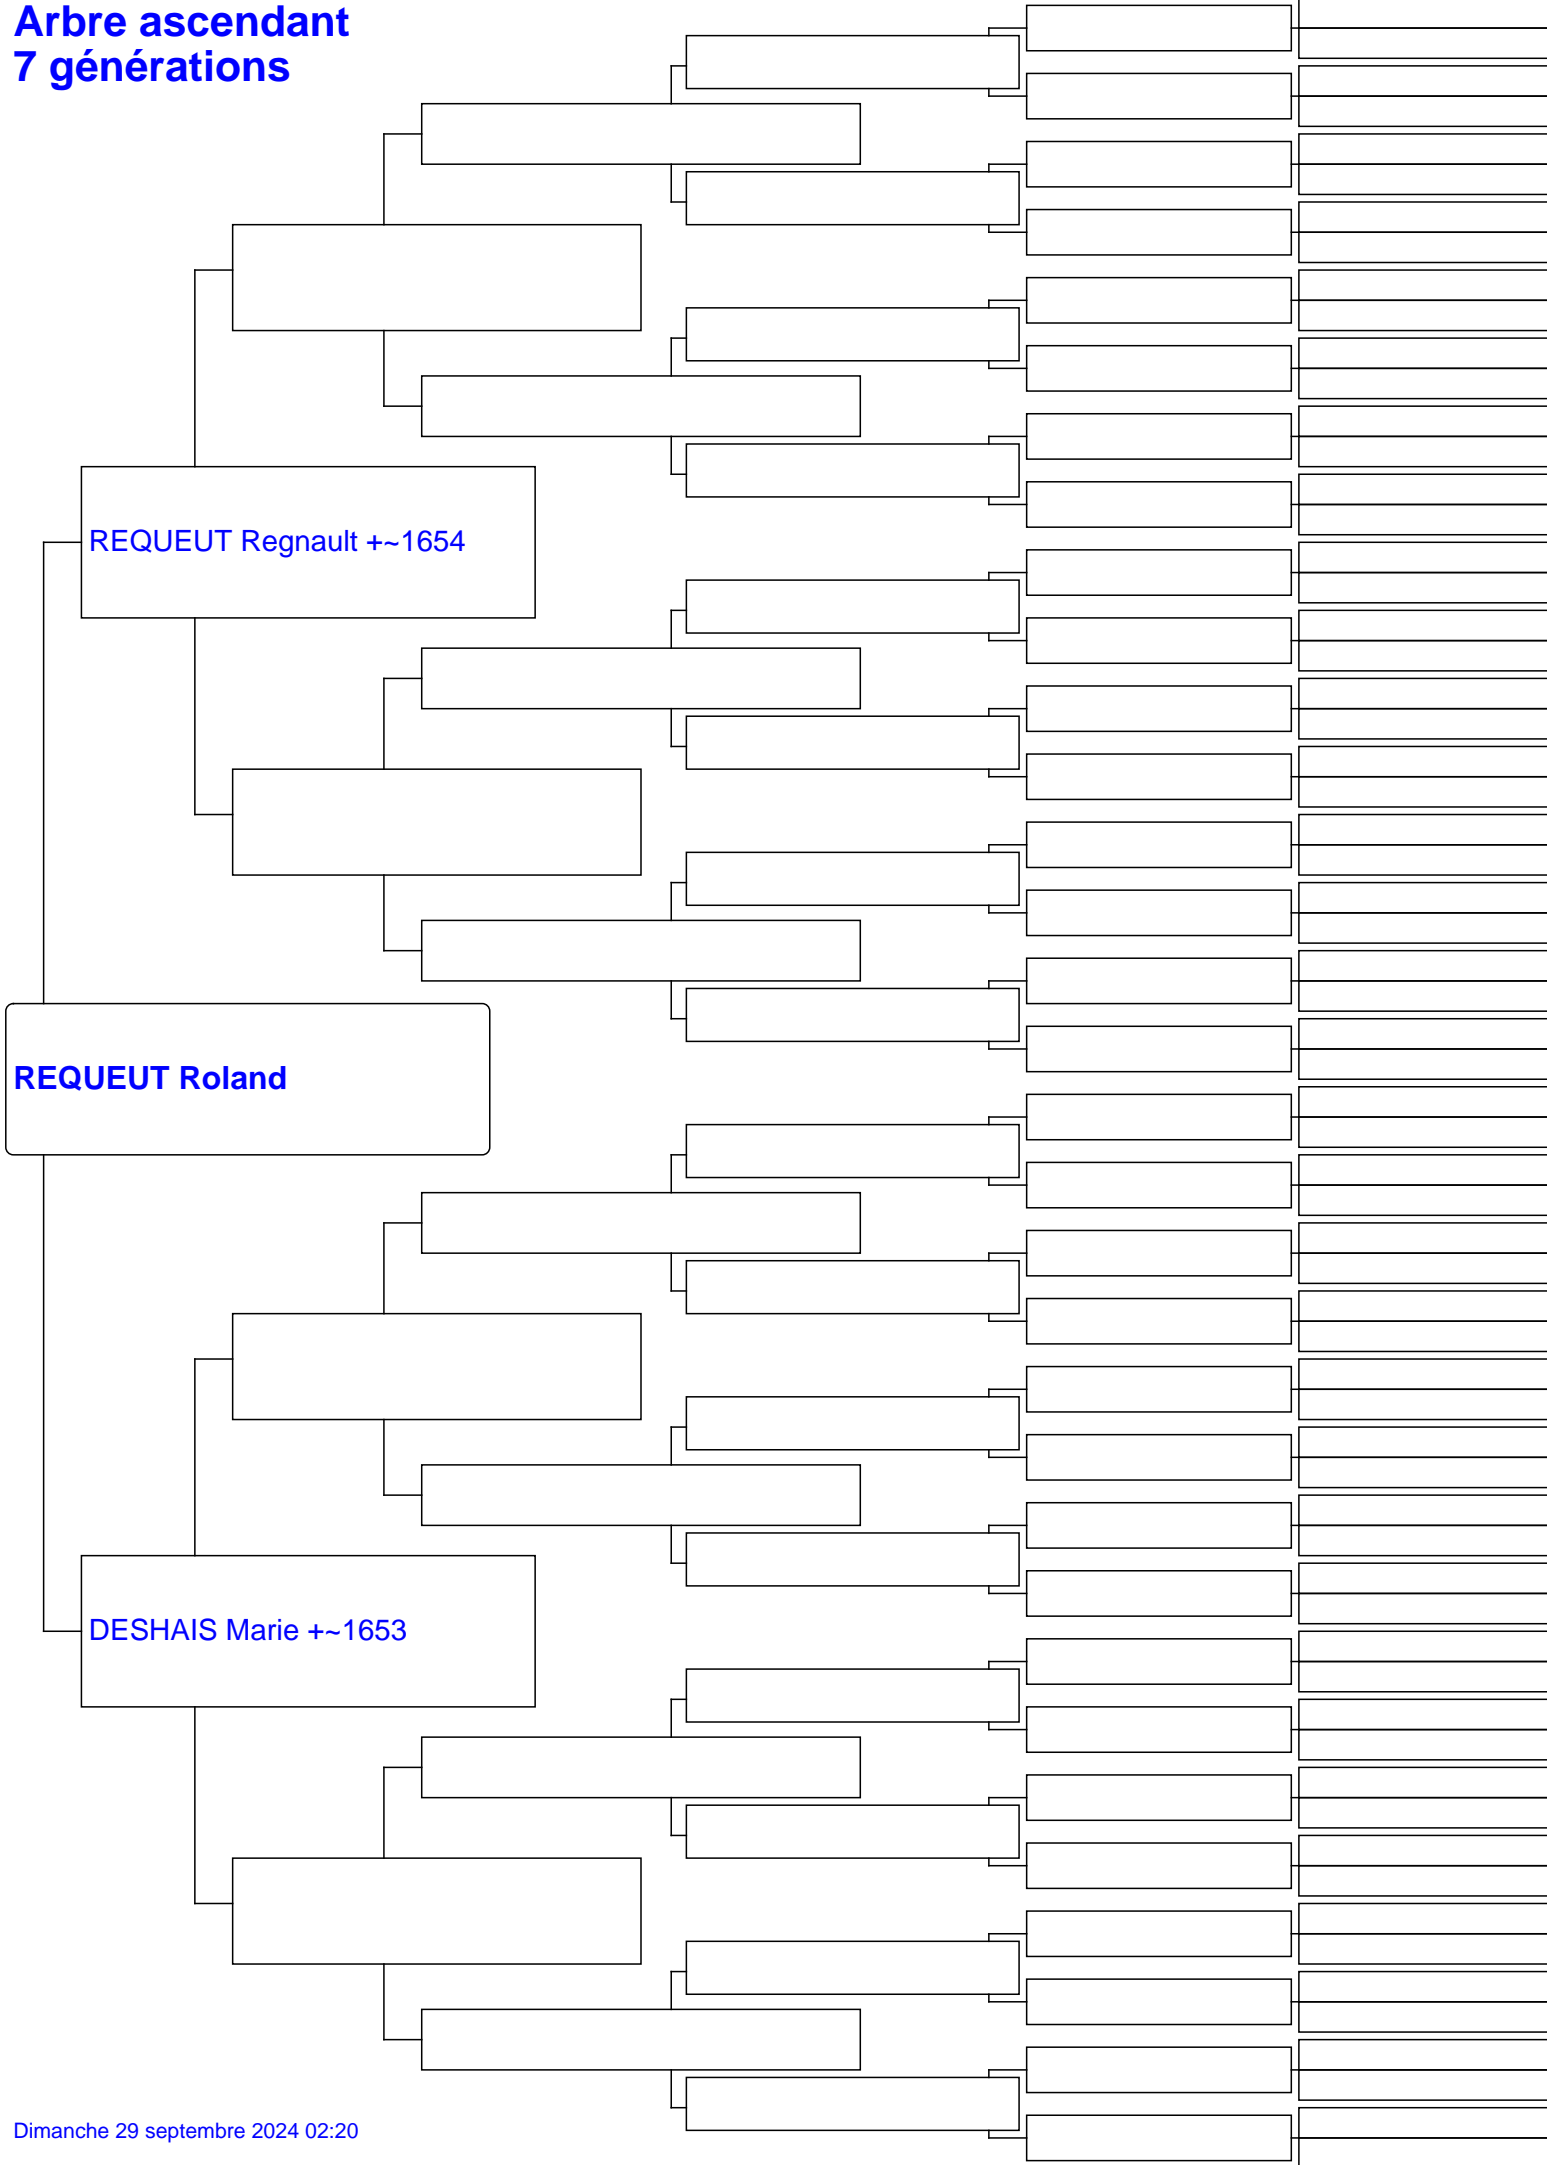 Arbre ascendant
7 générations
REQUEUT Regnault +~1654
REQUEUT Roland
DESHAIS Marie +~1653
Dimanche 29 septembre 2024 02:20